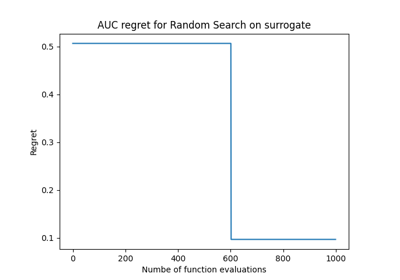 AUC regret for Random Search on surrogate
0.5
0.4
0.3
0.2
0.1
Regret
0 200 400 600 800 1000
Numbe of function evaluations